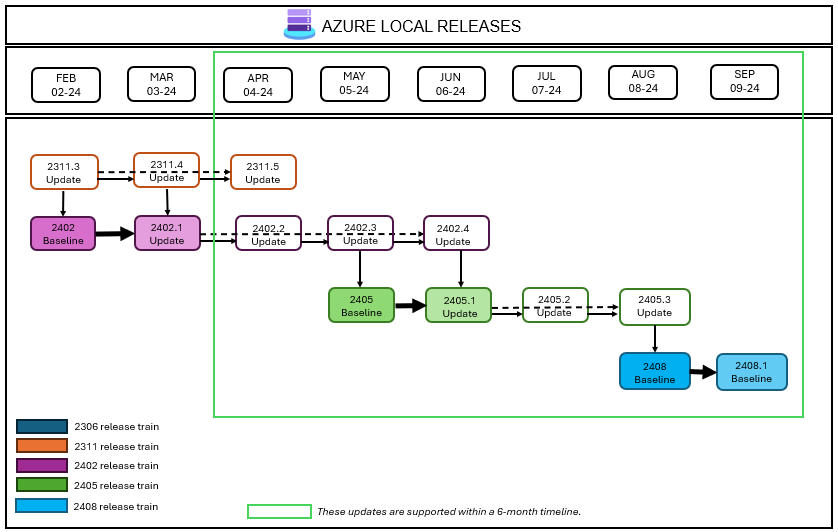 AZURE LOCAL RELEASES
FEB
02-24
MAR
03-24
APR
04-24
MAY
05-24
JUN
06-24
JUL
07-24
AUG
08-24
SEP
09-24
2311.3
Update
2311.4
Update
2311.5
Update
2402
Baseline
2402.1
Update
2402.2
Update
2402.3
Update
2402.4
Update
2405
Baseline
2405.1
Update
2405.2
Update
2405.3
Update
2408
Baseline
2408.1
Baseline
2306 release train
2311 release train
2402 release train
2405 release train
2408 release train
These updates are supported within a 6-month timeline.